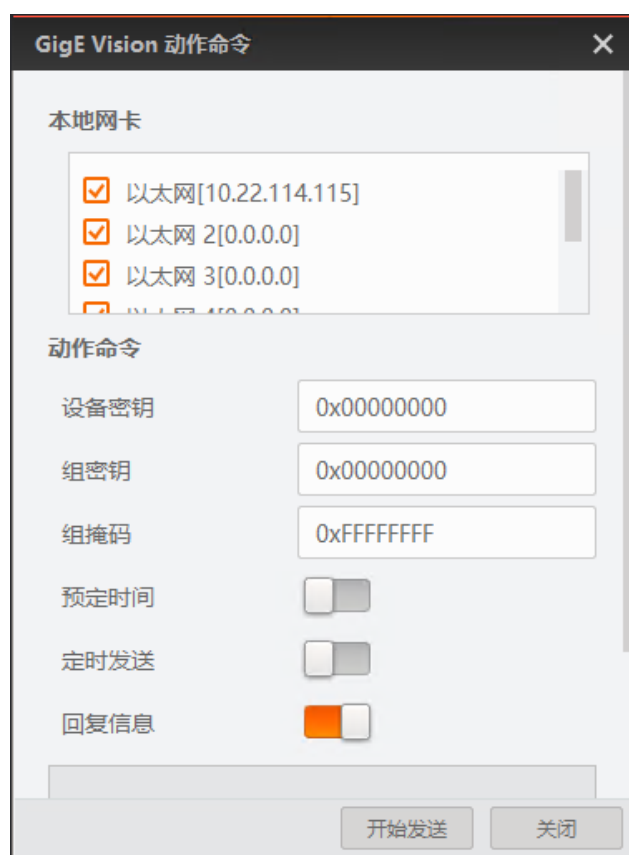 GigE Vision 动作命令
本地网卡
以太网[10.22.114.115]
以太网 2[0.0.0.0]
以太网 3[0.0.0.0]
动作命令
设备密钥 0x00000000
组密钥 0x00000000
组掩码 0xFFFFFFFF
预定时间
定时发送
回复信息
开始发送 关闭